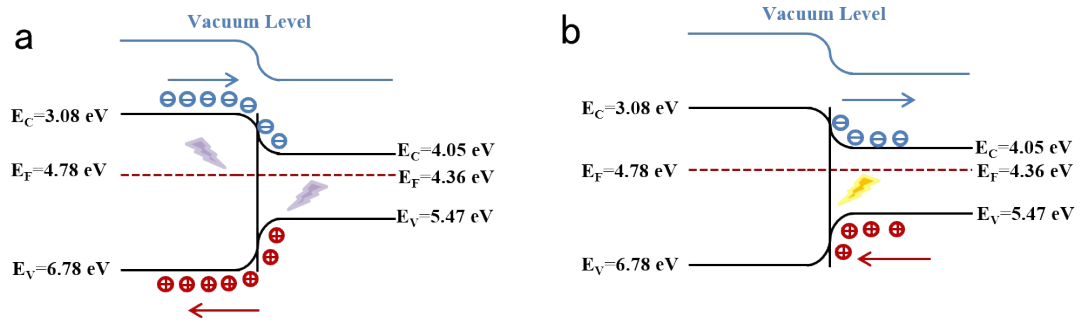 a
Vacuum Level
E_C=3.08 eV
E_C=4.05 eV
E_F=4.78 eV
E_F=4.36 eV
E_V=5.47 eV
E_V=6.78 eV
b
Vacuum Level
E_C=3.08 eV
E_C=4.05 eV
E_F=4.78 eV
E_F=4.36 eV
E_V=5.47 eV
E_V=6.78 eV